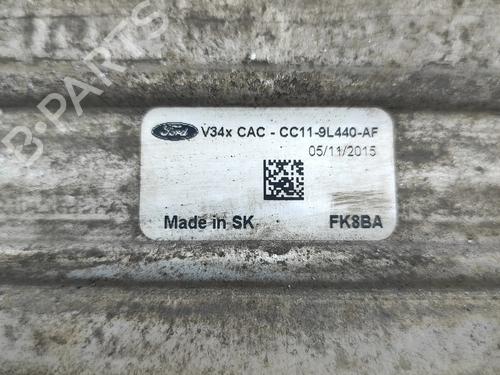 Ford V34x CAC - CC11-9L440-AF
05/11/2015
Made in SK FK8BA
B-PARTS